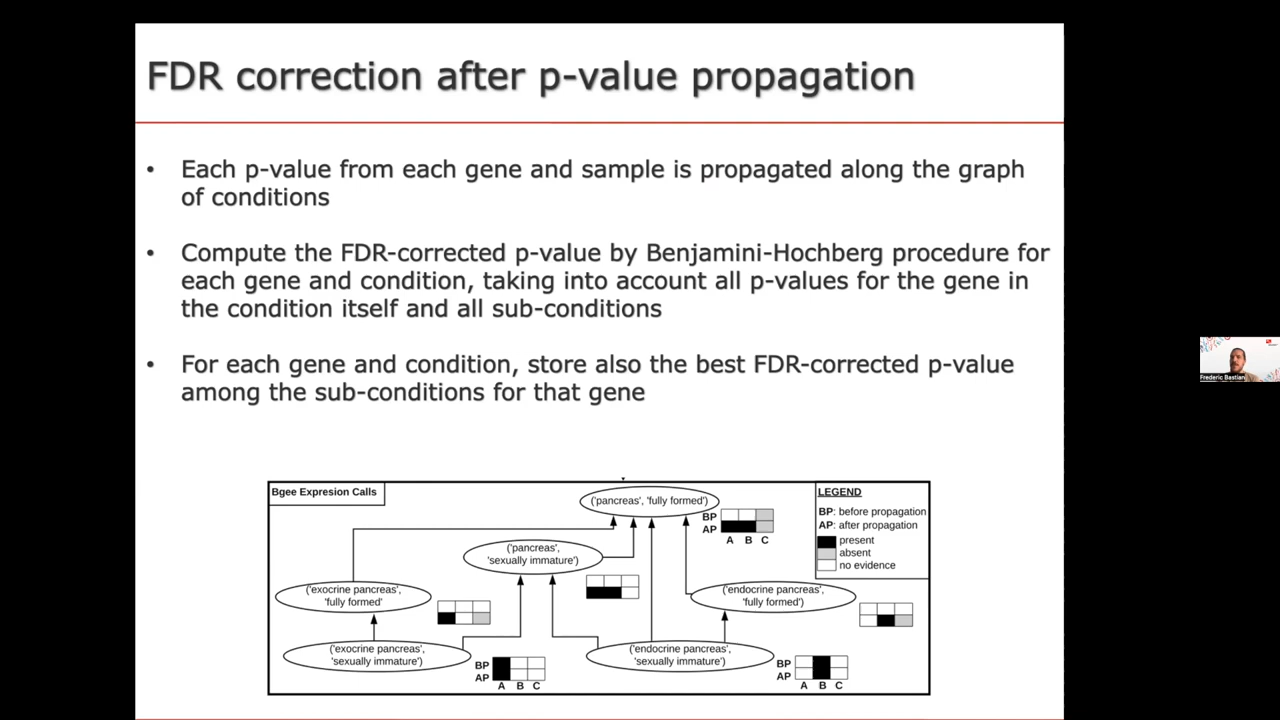 FDR correction after p-value propagation
• Each p-value from each gene and sample is propagated along the graph
of conditions
• Compute the FDR-corrected p-value by Benjamini-Hochberg procedure for
each gene and condition, taking into account all p-values for the gene in
the condition itself and all sub-conditions
• For each gene and condition, store also the best FDR-corrected p-value
among the sub-conditions for that gene
Bgee Expresion Calls
('pancreas', 'fully formed')
BP
AP
A B C
LEGEND
BP: before propagation
AP: after propagation
present
absent
no evidence
('pancreas',
'sexually immature')
('exocrine pancreas',
'fully formed'
('endocrine pancreas',
'fully formed')
('exocrine pancreas',
'sexually immature')
BP
AP
A B C
('endocrine pancreas',
'sexually immature')
BP
AP
A B C
Frederic Bastian